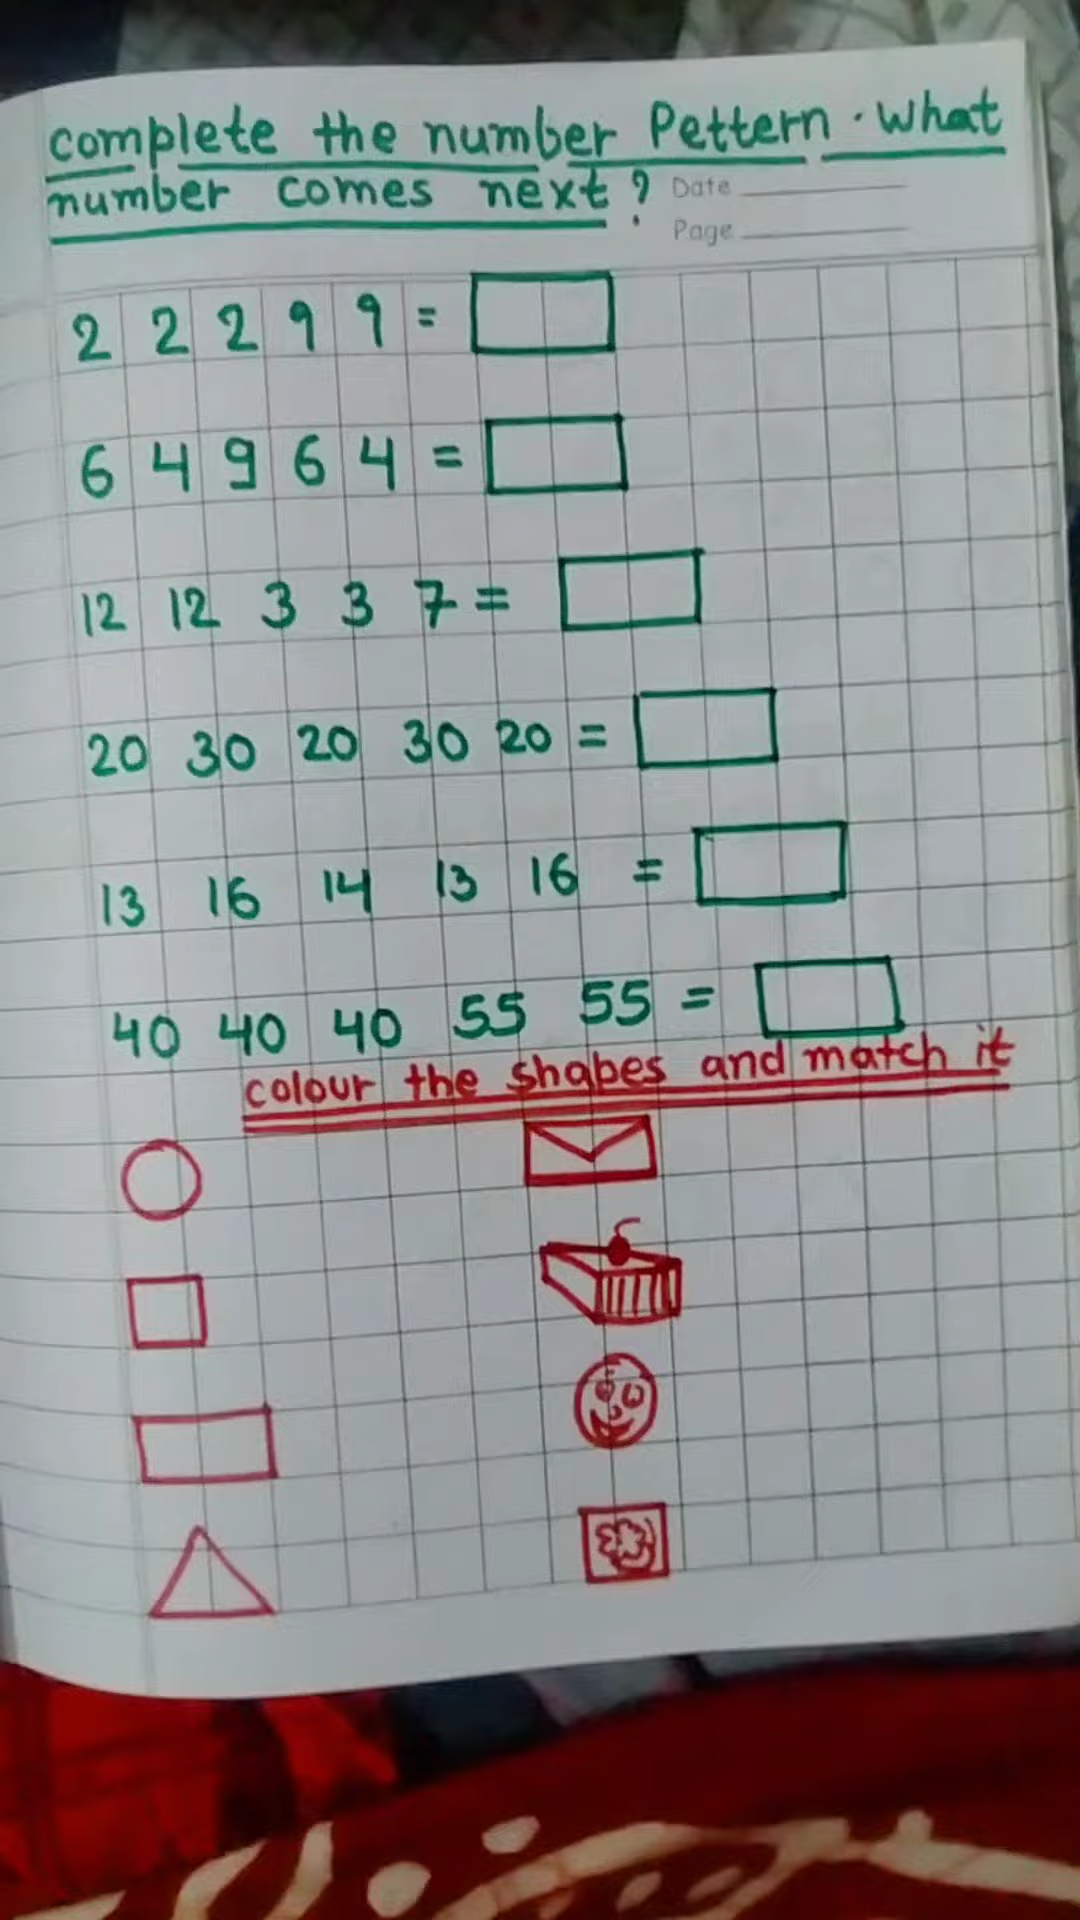 complete the number Pettern. What
number comes next?
Date
Page
2 2 2 9 9 =
6 4 9 6 4 =
12 12 3 3 7 =
20 30 20 30 20 =
13 16 14 13 16 =
40 40 40 55 55 =
colour the shapes and match it